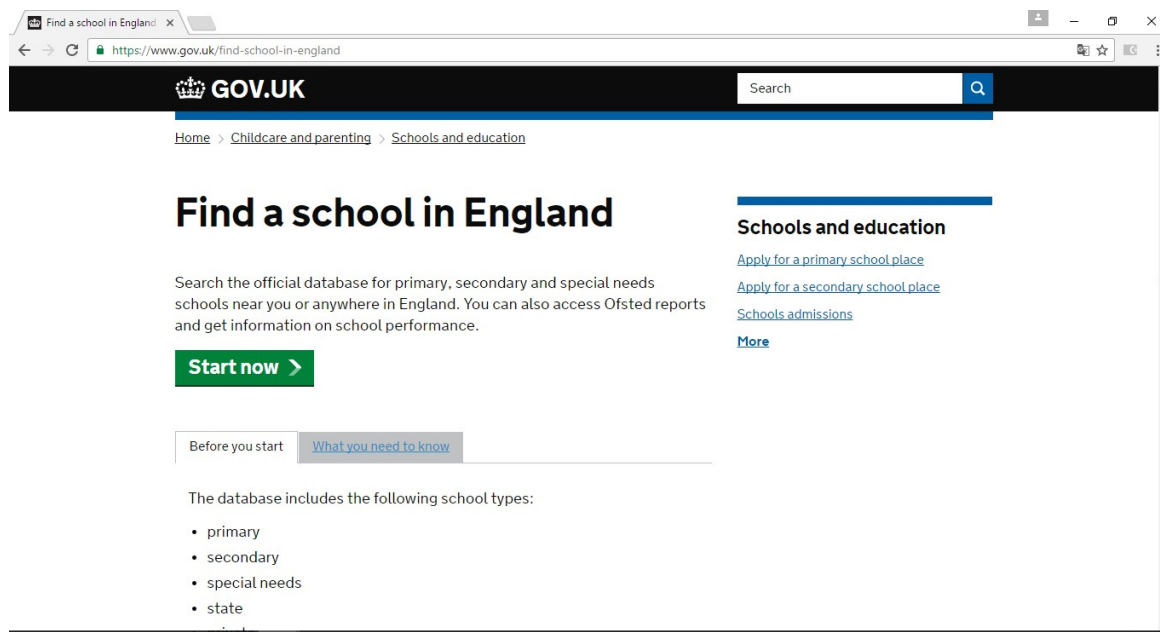 Find a school in England
https://www.gov.uk/find-school-in-england
GOV.UK
Search
Home > Childcare and parenting > Schools and education
Find a school in England
Search the official database for primary, secondary and special needs
schools near you or anywhere in England. You can also access Ofsted reports
and get information on school performance.
Start now
Schools and education
Apply for a primary school place
Apply for a secondary school place
Schools admissions
More
Before you start
What you need to know
The database includes the following school types:
• primary
• secondary
• special needs
• state